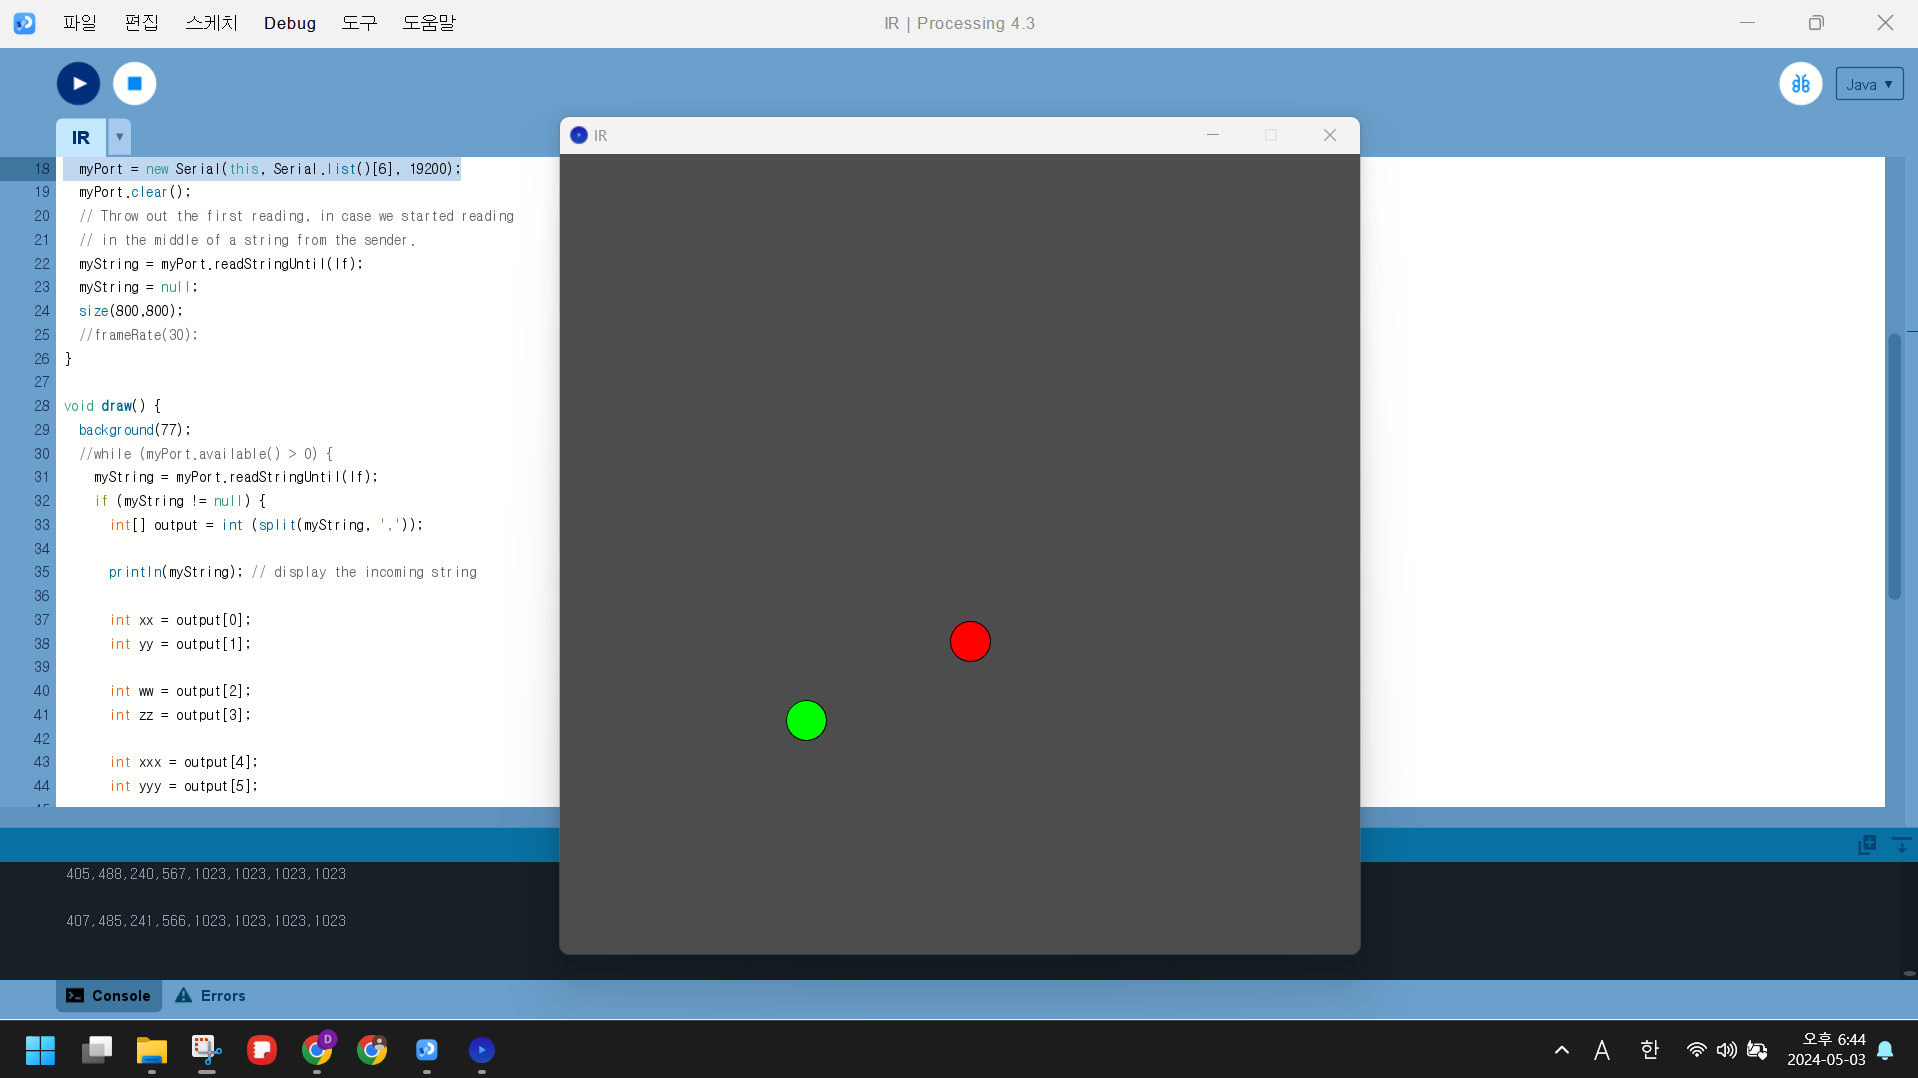 파일 편집 스케치 Debug 도구 도움말 IR | Processing 4.3
Java ▾
IR
IR
18 myPort = new Serial(this, Serial.list()[6], 19200);
19 myPort.clear();
20 // Throw out the first reading, in case we started reading
21 // in the middle of a string from the sender.
22 myString = myPort.readStringUntil(lf);
23 myString = null;
24 size(800,800);
25 //frameRate(30);
26 }
27
28 void draw() {
29 background(77);
30 //while (myPort.available() > 0) {
31 myString = myPort.readStringUntil(lf);
32 if (myString != null) {
33 int[] output = int (split(myString, ','));
34
35 println(myString); // display the incoming string
36
37 int xx = output[0];
38 int yy = output[1];
39
40 int ww = output[2];
41 int zz = output[3];
42
43 int xxx = output[4];
44 int yyy = output[5];
405,488,240,567,1023,1023,1023,1023
407,485,241,566,1023,1023,1023,1023
Console Errors
D
A 한 오후 6:44
2024-05-03